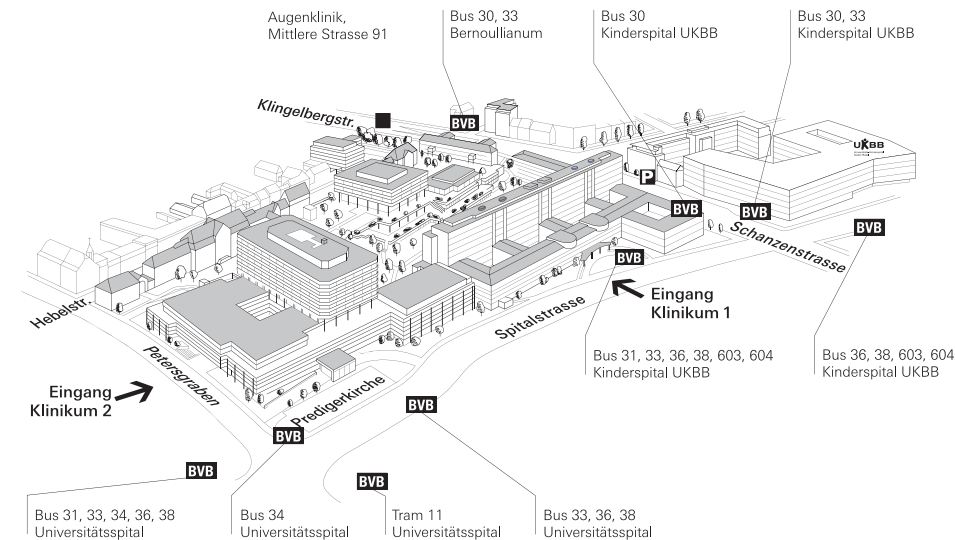 Augenklinik,
Mittlere Strasse 91
Bus 30, 33
Bernoullianum
Bus 30
Kinderspital UKBB
Bus 30, 33
Kinderspital UKBB
Klingelbergstr.
BVB
UKBB
P
BVB
BVB
BVB
Schanzenstrasse
BVB
Eingang
Klinikum 1
Spitalstrasse
Hebelstr.
Petersgraben
Bus 31, 33, 36, 38, 603, 604
Kinderspital UKBB
Bus 36, 38, 603, 604
Kinderspital UKBB
Eingang
Klinikum 2
Predigerkirche
BVB
BVB
BVB
BVB
Bus 31, 33, 34, 36, 38
Universitätsspital
Bus 34
Universitätsspital
Tram 11
Universitätsspital
Bus 33, 36, 38
Universitätsspital